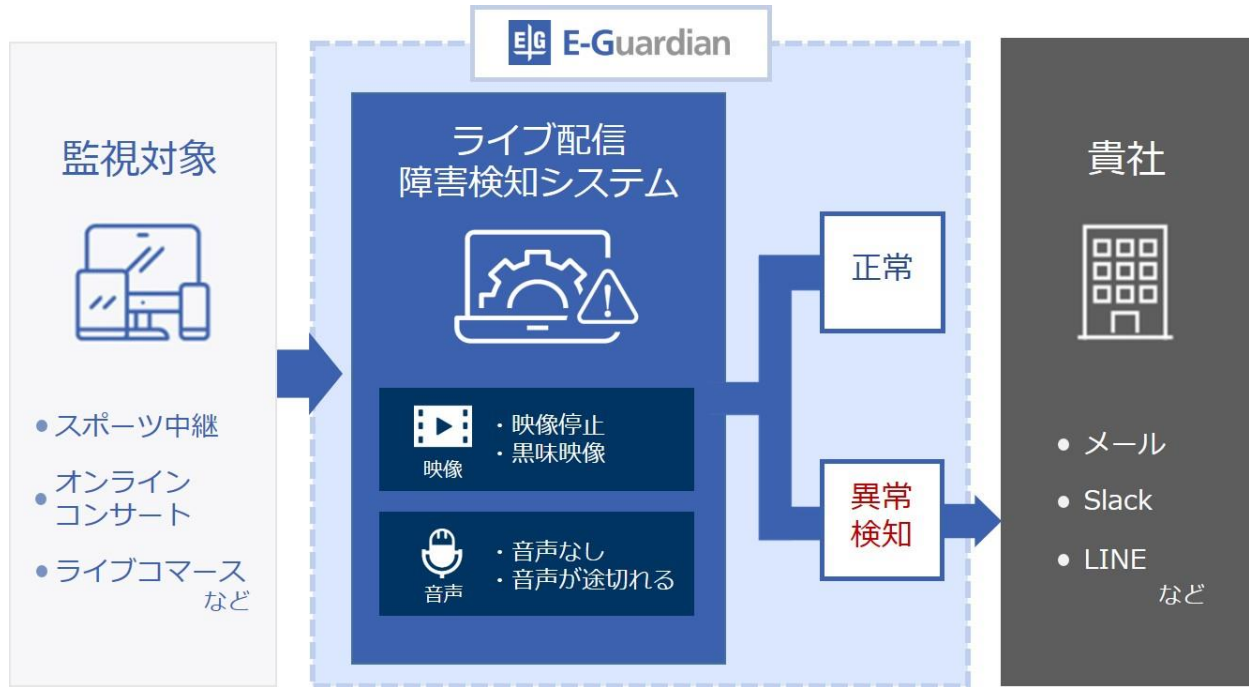 E|G E-Guardian
監視対象
・スポーツ中継
・オンライン
コンサート
・ライブコマース
など
ライブ配信
障害検知システム
映像
・映像停止
・黒味映像
音声
・音声なし
・音声が途切れる
正常
異常
検知
貴社
・メール
・Slack
・LINE
など